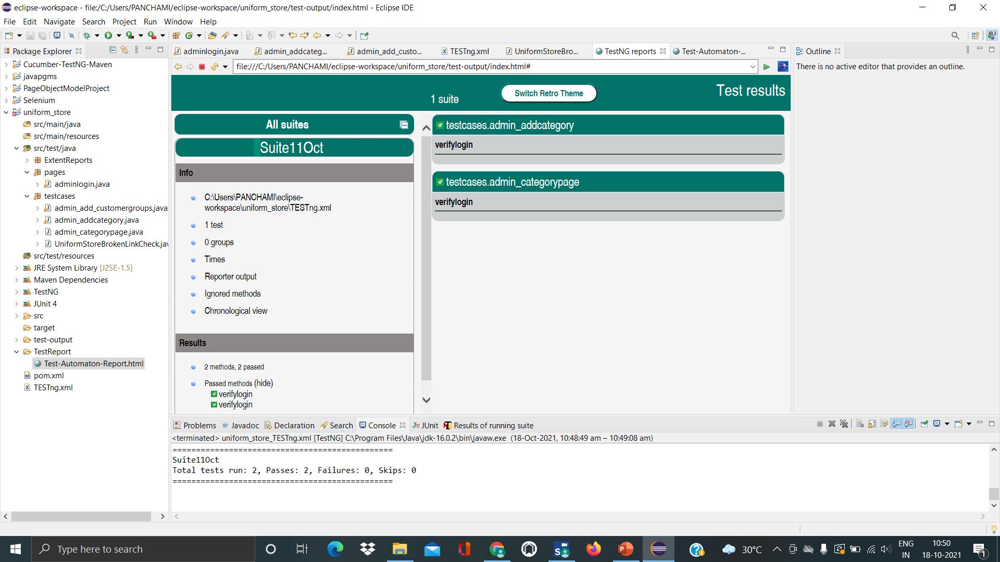 eclipse-workspace - file:/C:/Users/PANCHAMI/eclipse-workspace/uniform_store/test-output/index.html - Eclipse IDE
File Edit Navigate Search Project Run Window Help
Package Explorer
Cucumber-TestNG-Maven
javapgms
PageObjectModelProject
Selenium
uniform_store
src/main/java
src/main/resources
src/test/java
ExtentReports
pages
adminlogin.java
testcases
admin_add_customergroups.java
admin_addcategory.java
admin_categorypage.java
UniformStoreBrokenLinkCheck.jav
src/test/resources
JRE System Library [J2SE-1.5]
Maven Dependencies
TestNG
JUnit 4
src
target
test-output
TestReport
Test-Automaton-Report.html
pom.xml
TESTng.xml
adminlogin.java admin_addcateg... admin_add_custo... TESTng.xml UniformStoreBro... TestNG reports Test-Automaton-...
file:///C:/Users/PANCHAMI/eclipse-workspace/uniform_store/test-output/index.html#
1 suite
Switch Retro Theme
Test results
All suites
Suite11Oct
Info
C:\Users\PANCHAMI\eclipse-
workspace\uniform_store\TESTng.xml
1 test
0 groups
Times
Reporter output
Ignored methods
Chronological view
Results
2 methods, 2 passed
Passed methods (hide)
verifylogin
verifylogin
testcases.admin_addcategory
verifylogin
testcases.admin_categorypage
verifylogin
Outline
There is no active editor that provides an outline.
Problems @ Javadoc Declaration Search Console JUnit Results of running suite
<terminated> uniform_store_TESTng.xml [TestNG] C:\Program Files\Java\jdk-16.0.2\bin\javaw.exe (18-Oct-2021, 10:48:49 am – 10:49:08 am)
===============================================
Suite11Oct
Total tests run: 2, Passes: 2, Failures: 0, Skips: 0
===============================================
Type here to search
30°C
ENG
IN
10:50
18-10-2021
1